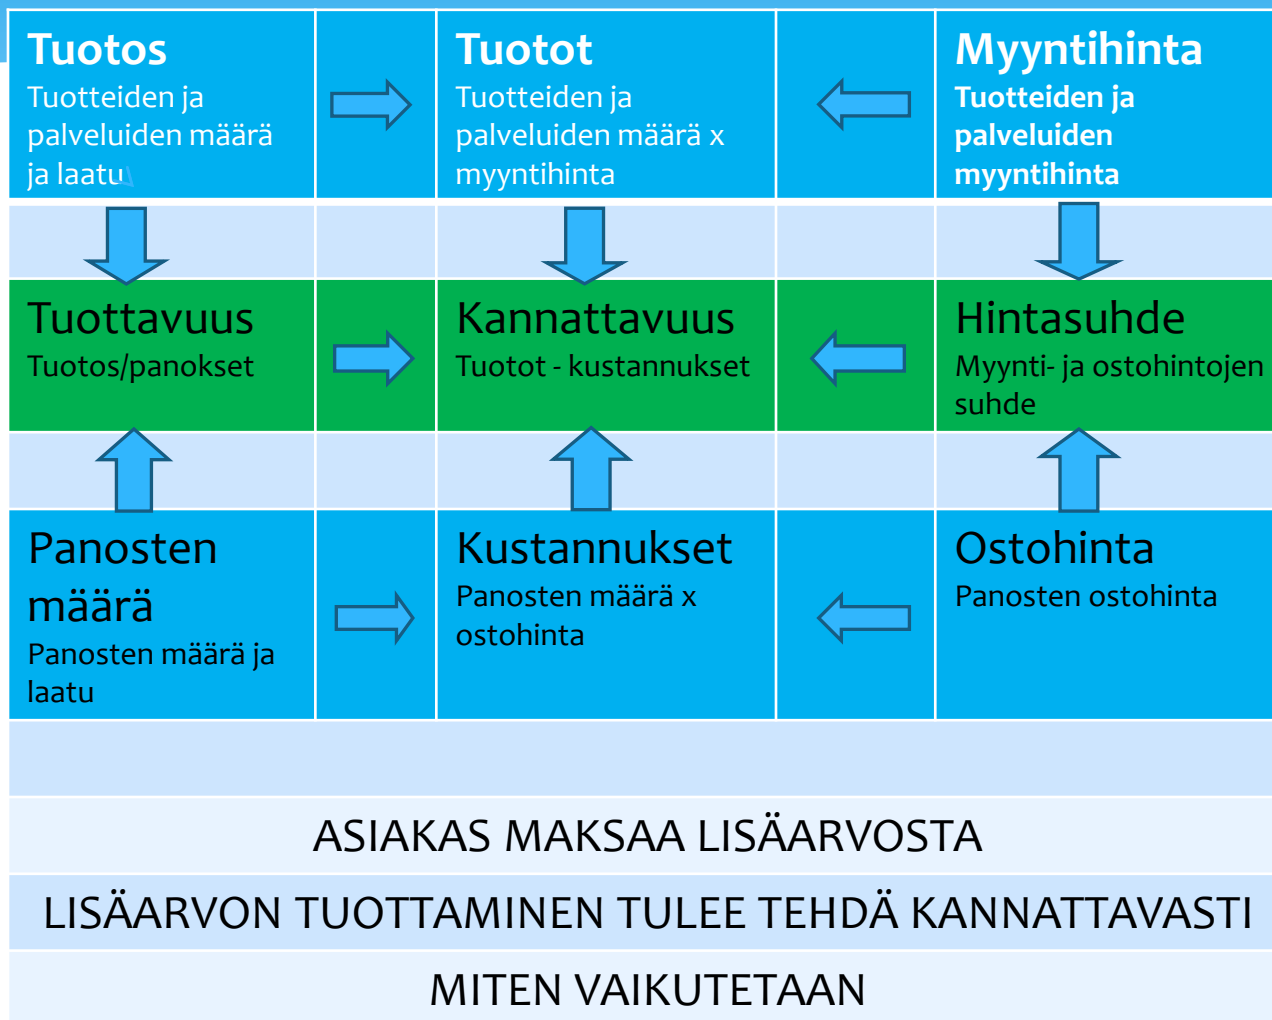 Tuotos
Tuotteiden ja
palveluiden määrä
ja laatu
Tuotot
Tuotteiden ja
palveluiden määrä x
myyntihinta
Myyntihinta
Tuotteiden ja
palveluiden
myyntihinta
Tuottavuus
Tuotos/panokset
Kannattavuus
Tuotot - kustannukset
Hintasuhde
Myynti- ja ostohintojen
suhde
Panosten
määrä
Panosten määrä ja
laatu
Kustannukset
Panosten määrä x
ostohinta
Ostohinta
Panosten ostohinta
ASIAKAS MAKSAA LISÄARVOSTA
LISÄARVON TUOTTAMINEN TULEE TEHDÄ KANNATTAVASTI
MITEN VAIKUTETAAN